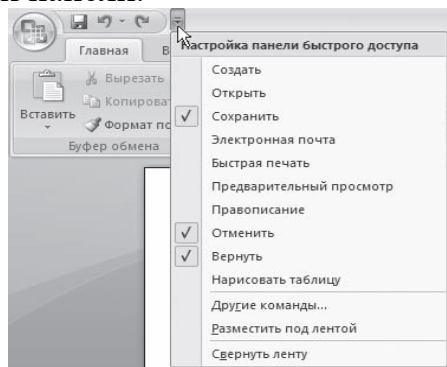 Главная
В
Настройка панели быстрого доступа
Вырезать
Вставить
Формат по
Буфер обмена
Создать
Открыть
Сохранить
Электронная почта
Быстрая печать
Предварительный просмотр
Правописание
Отменить
Вернуть
Нарисовать таблицу
Другие команды...
Разместить под лентой
Свернуть ленту